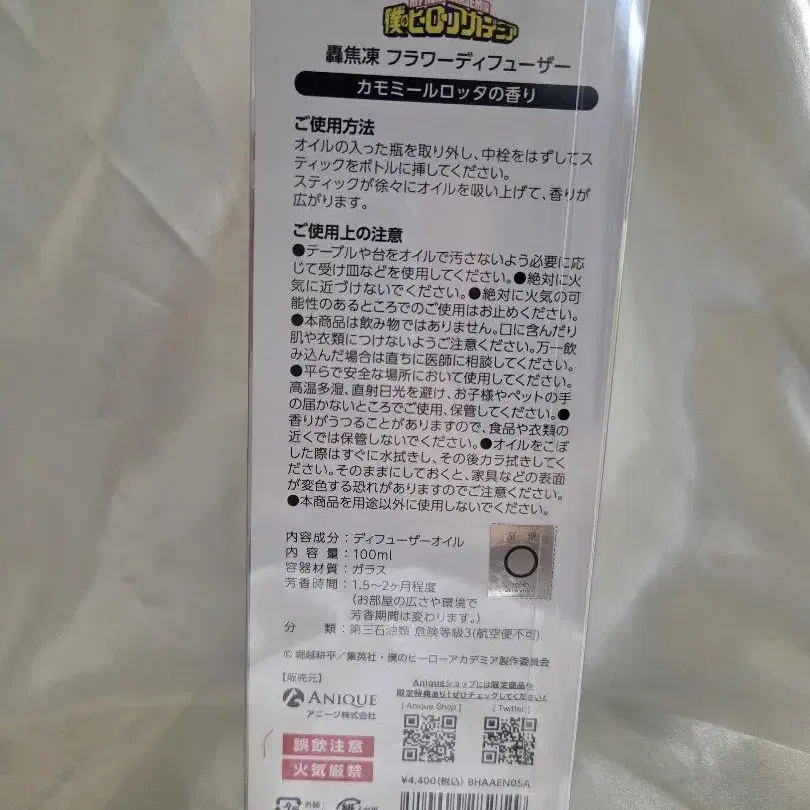 MY HERO ACADEMIA
僕のヒーローアカデミア
轟焦凍 フラワーディフューザー
カモミールロッタの香り
ご使用方法
オイルの入った瓶を取り外し、中栓をはずしてス
ティックをボトルに挿してください。
スティックが徐々にオイルを吸い上げて、香りが
広がります。
ご使用上の注意
●テーブルや台をオイルで汚さないよう必要に応
じて受け皿などを使用してください。●絶対に火
気に近づけないでください。●絶対に火気の可
能性のあるところでのご使用はお止めください。
●本商品は飲み物ではありません。口に含んだり
肌や衣類につけないようご注意ください。万一飲
み込んだ場合は直ちに医師に相談してください。
●平らで安全な場所において使用してください。
高温多湿、直射日光を避け、お子様やペットの手
の届かないところでご使用、保管してください。●
香りがうつることがありますので、食品や衣類の
近くでは保管しないでください。●オイルをこぼ
した際はすぐに水拭きし、その後カラ拭きしてく
ださい。そのままにしておくと、家具などの表面
が変色する恐れがありますのでご注意ください。
●本商品を用途以外に使用しないでください。
内容成分：ディフューザーオイル
内 容 量：100ml
容器材質：ガラス
芳香時間：1.5～2ヶ月程度
（お部屋の広さや環境で
芳香期間は変わります。）
分 類：第三石油類 危険等級3(航空便不可)
© 堀越耕平／集英社・僕のヒーローアカデミア製作委員会
【販売元】
ANIQUE
アニーク株式会社
Aniqueショップには限定商品や
限定特典あり！ぜひチェックしてください！
[ Anique Shop ] [ Twitter ]
誤飲注意
火気厳禁
¥4,400(税込) BHAAEN05A
外装